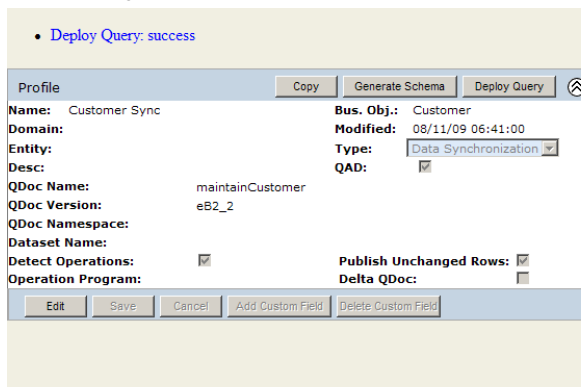 Deploy Query: success
Profile Copy Generate Schema Deploy Query
Name: Customer Sync Bus. Obj.: Customer
Domain: Modified: 08/11/09 06:41:00
Entity: Type: Data Synchronization
Desc: QAD:
QDoc Name: maintainCustomer
QDoc Version: eB2_2
QDoc Namespace:
Dataset Name:
Detect Operations: Publish Unchanged Rows:
Operation Program: Delta QDoc:
Edit Save Cancel Add Custom Field Delete Custom Field